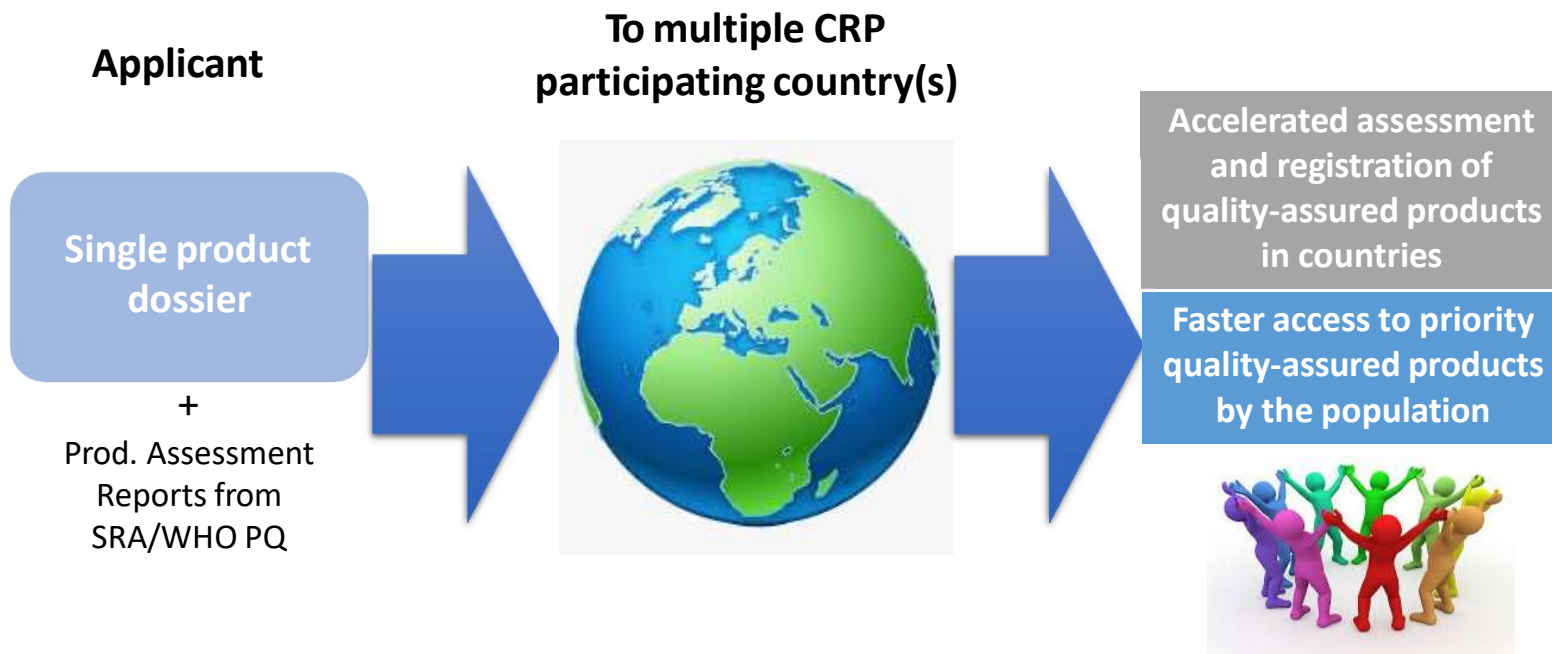 Applicant
Single product
dossier
+
Prod. Assessment
Reports from
SRA/WHO PQ
To multiple CRP
participating country(s)
Accelerated assessment
and registration of
quality-assured products
in countries
Faster access to priority
quality-assured products
by the population